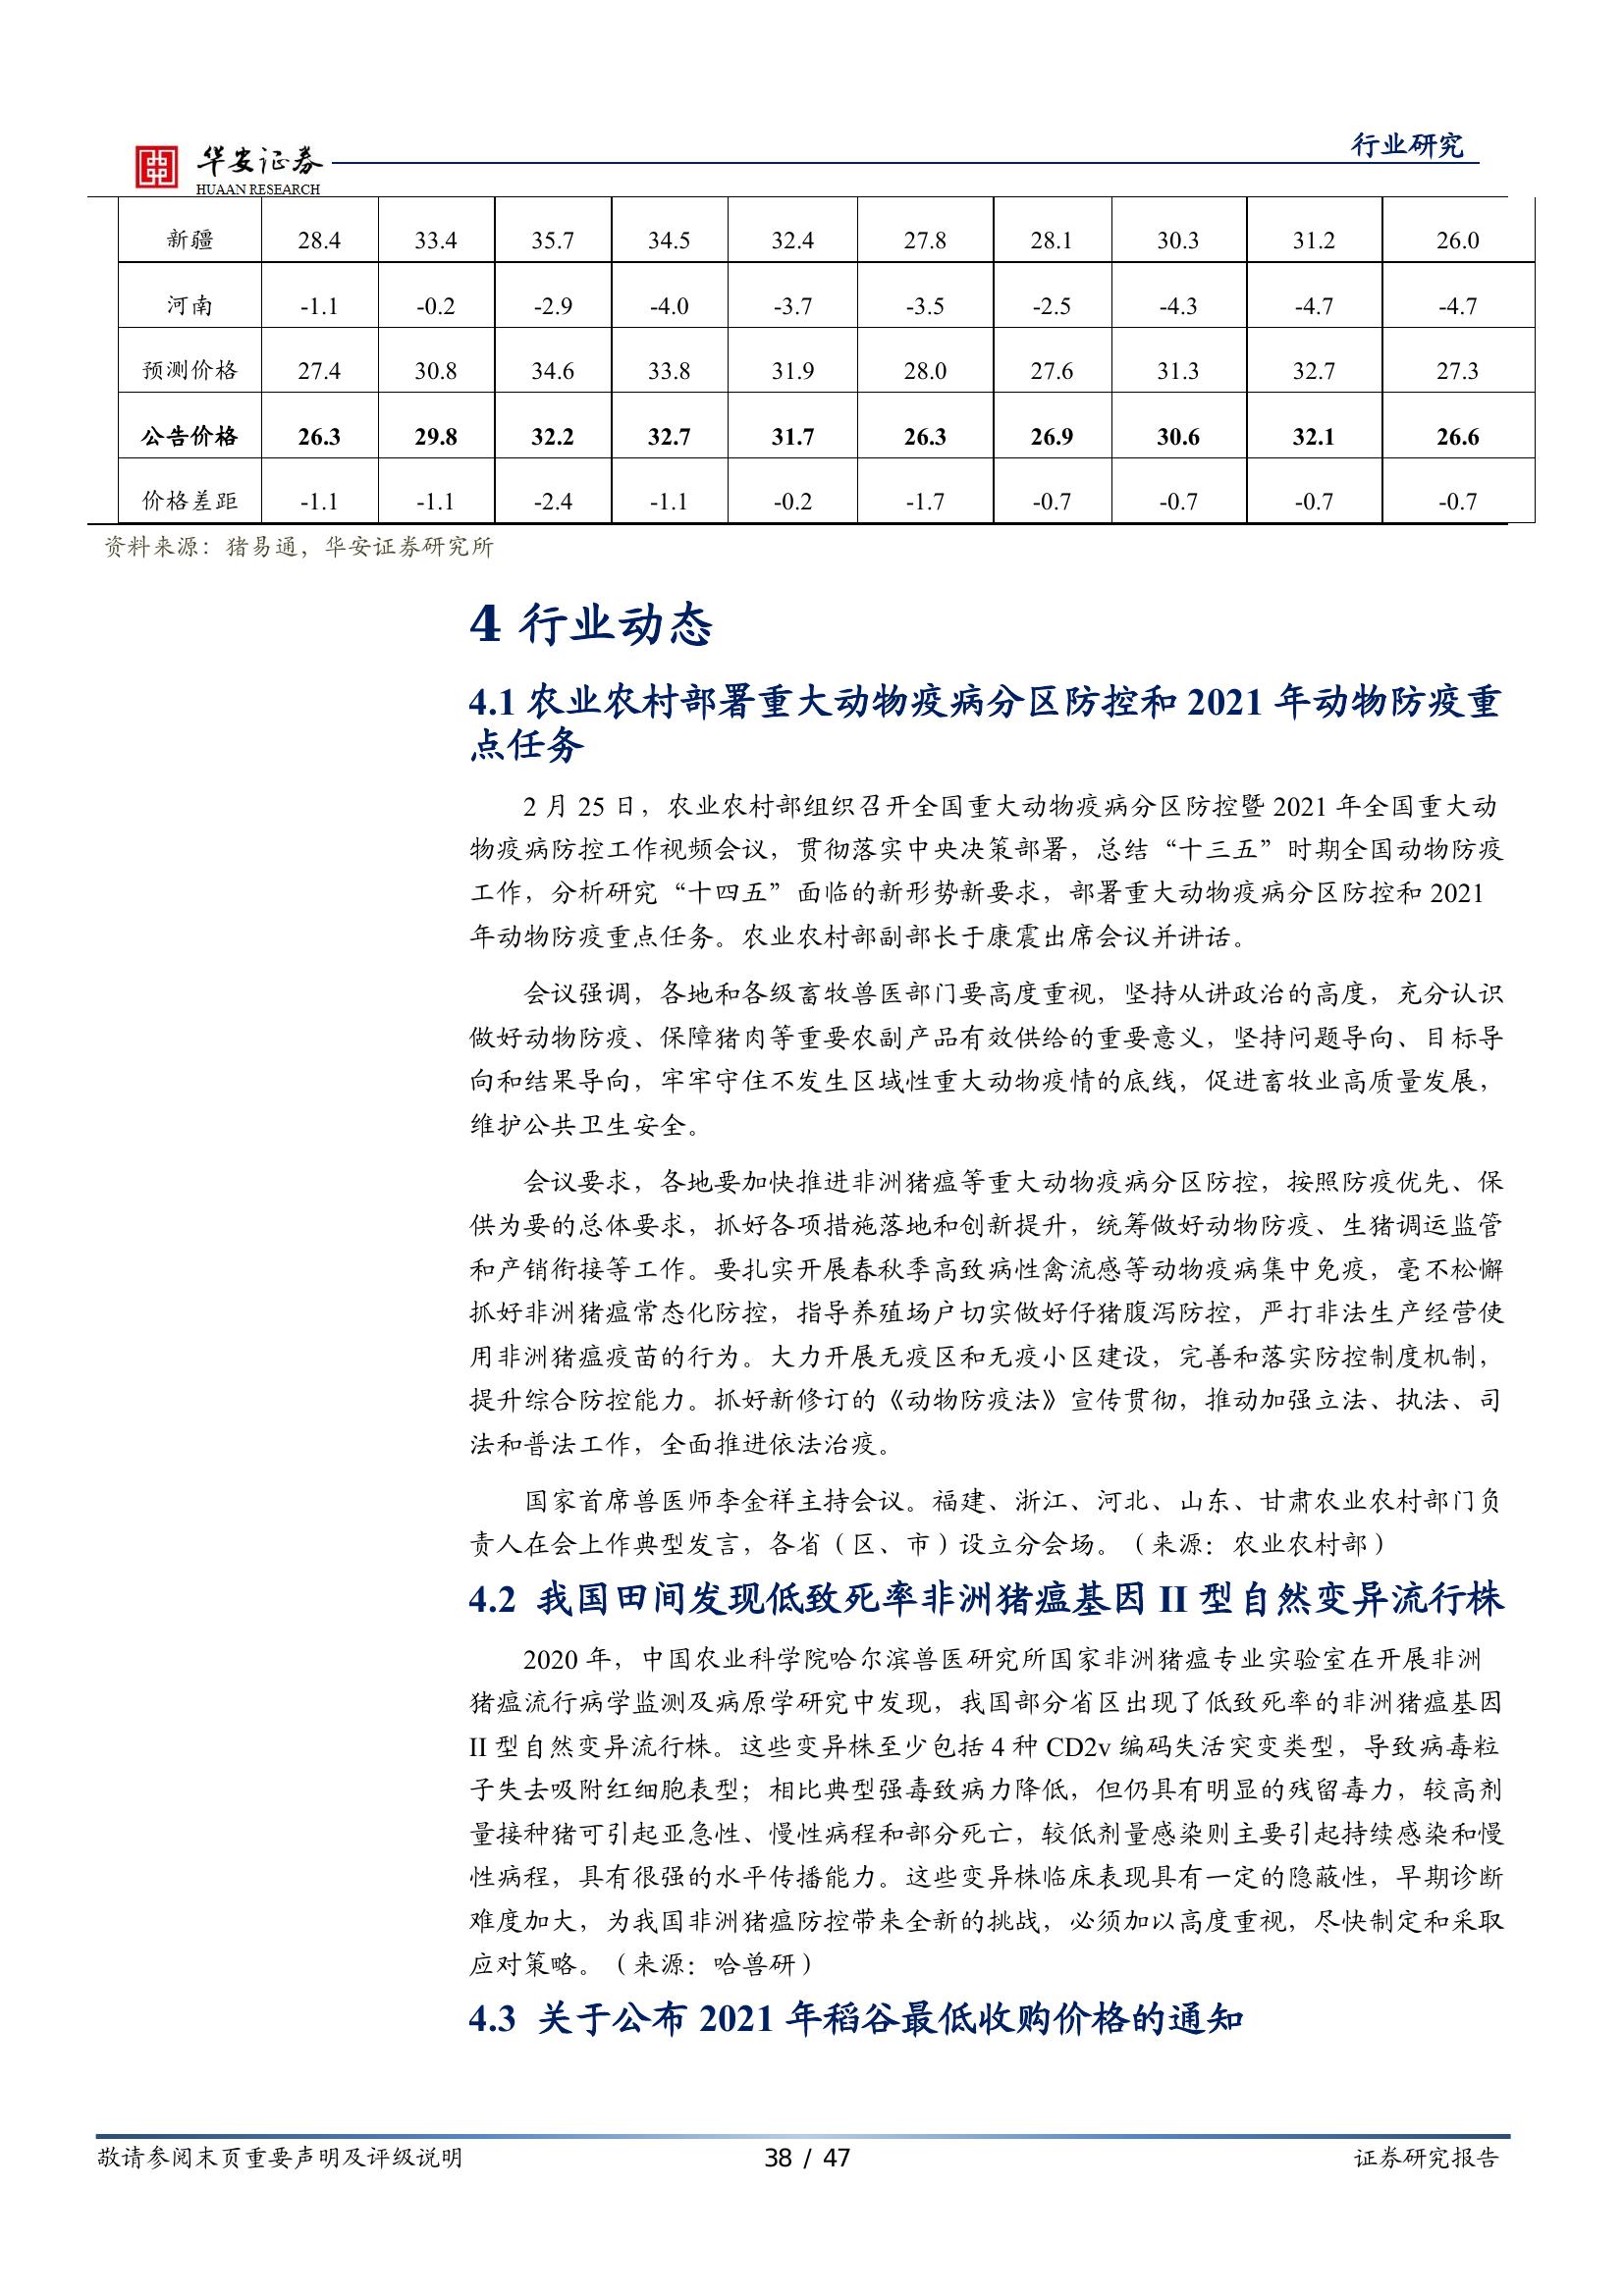 华安证券
HUAAN RESEARCH
行业研究
新疆 28.4 33.4 35.7 34.5 32.4 27.8 28.1 30.3 31.2 26.0
河南 -1.1 -0.2 -2.9 -4.0 -3.7 -3.5 -2.5 -4.3 -4.7 -4.7
预测价格 27.4 30.8 34.6 33.8 31.9 28.0 27.6 31.3 32.7 27.3
公告价格 26.3 29.8 32.2 32.7 31.7 26.3 26.9 30.6 32.1 26.6
价格差距 -1.1 -1.1 -2.4 -1.1 -0.2 -1.7 -0.7 -0.7 -0.7 -0.7
资料来源：猪易通，华安证券研究所
4 行业动态
4.1 农业农村部署重大动物疫病分区防控和 2021 年动物防疫重
点任务
2 月 25 日，农业农村部组织召开全国重大动物疫病分区防控暨 2021 年全国重大动
物疫病防控工作视频会议，贯彻落实中央决策部署，总结“十三五”时期全国动物防疫
工作，分析研究“十四五”面临的新形势新要求，部署重大动物疫病分区防控和 2021
年动物防疫重点任务。农业农村部副部长于康震出席会议并讲话。
会议强调，各地和各级畜牧兽医部门要高度重视，坚持从讲政治的高度，充分认识
做好动物防疫、保障猪肉等重要农副产品有效供给的重要意义，坚持问题导向、目标导
向和结果导向，牢牢守住不发生区域性重大动物疫情的底线，促进畜牧业高质量发展，
维护公共卫生安全。
会议要求，各地要加快推进非洲猪瘟等重大动物疫病分区防控，按照防疫优先、保
供为要的总体要求，抓好各项措施落地和创新提升，统筹做好动物防疫、生猪调运监管
和产销衔接等工作。要扎实开展春秋季高致病性禽流感等动物疫病集中免疫，毫不松懈
抓好非洲猪瘟常态化防控，指导养殖场户切实做好仔猪腹泻防控，严打非法生产经营使
用非洲猪瘟疫苗的行为。大力开展无疫区和无疫小区建设，完善和落实防控制度机制，
提升综合防控能力。抓好新修订的《动物防疫法》宣传贯彻，推动加强立法、执法、司
法和普法工作，全面推进依法治疫。
国家首席兽医师李金祥主持会议。福建、浙江、河北、山东、甘肃农业农村部门负
责人在会上作典型发言，各省（区、市）设立分会场。（来源：农业农村部）
4.2 我国田间发现低致死率非洲猪瘟基因 II 型自然变异流行株
2020 年，中国农业科学院哈尔滨兽医研究所国家非洲猪瘟专业实验室在开展非洲
猪瘟流行病学监测及病原学研究中发现，我国部分省区出现了低致死率的非洲猪瘟基因
II 型自然变异流行株。这些变异株至少包括 4 种 CD2v 编码失活突变类型，导致病毒粒
子失去吸附红细胞表型；相比典型强毒致病力降低，但仍具有明显的残留毒力，较高剂
量接种猪可引起亚急性、慢性病程和部分死亡，较低剂量感染则主要引起持续感染和慢
性病程，具有很强的水平传播能力。这些变异株临床表现具有一定的隐蔽性，早期诊断
难度加大，为我国非洲猪瘟防控带来全新的挑战，必须加以高度重视，尽快制定和采取
应对策略。（来源：哈兽研）
4.3 关于公布 2021 年稻谷最低收购价格的通知
敬请参阅末页重要声明及评级说明 38 / 47 证券研究报告